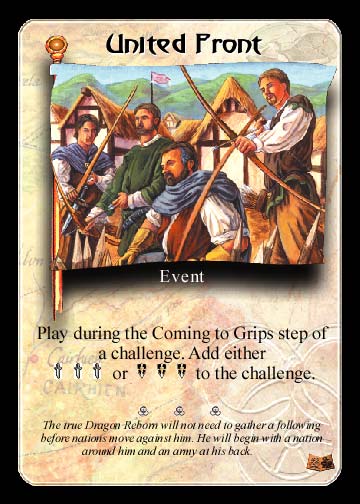 United Front
Event
Play during the Coming to Grips step of
a challenge. Add either
or to the challenge.
CAIRHIEN
The true Dragon Reborn will not need to gather a following
before nations move against him. He will begin with a nation
around him and an army at his back.